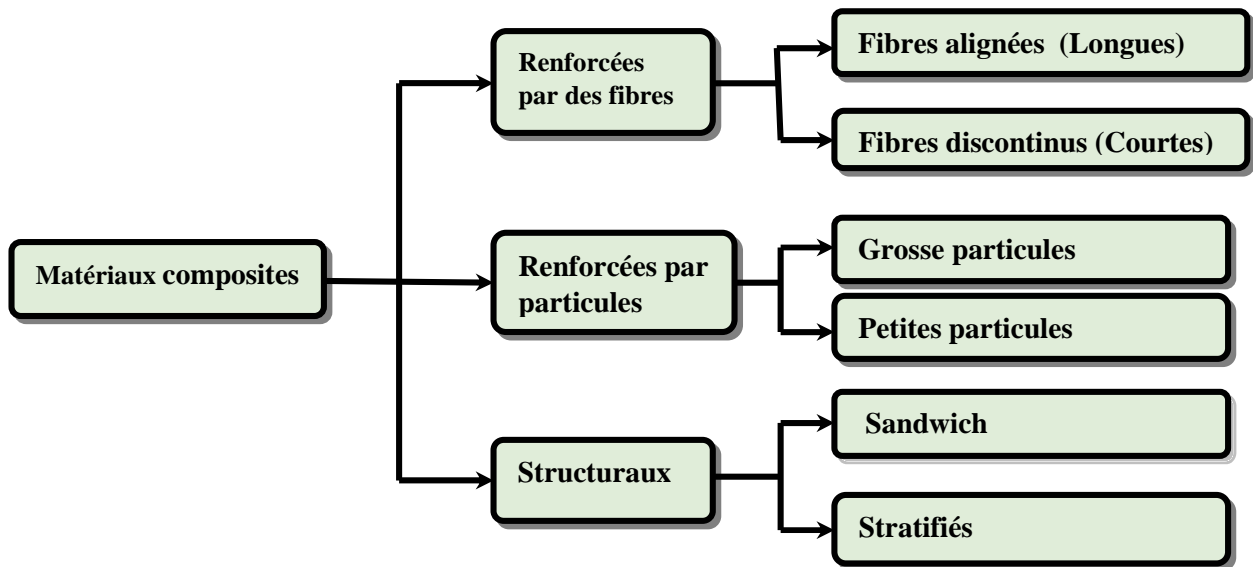 Matériaux composites
Renforcées
par des fibres
Fibres alignées (Longues)
Fibres discontinus (Courtes)
Renforcées par
particules
Grosse particules
Petites particules
Structuraux
Sandwich
Stratifiés